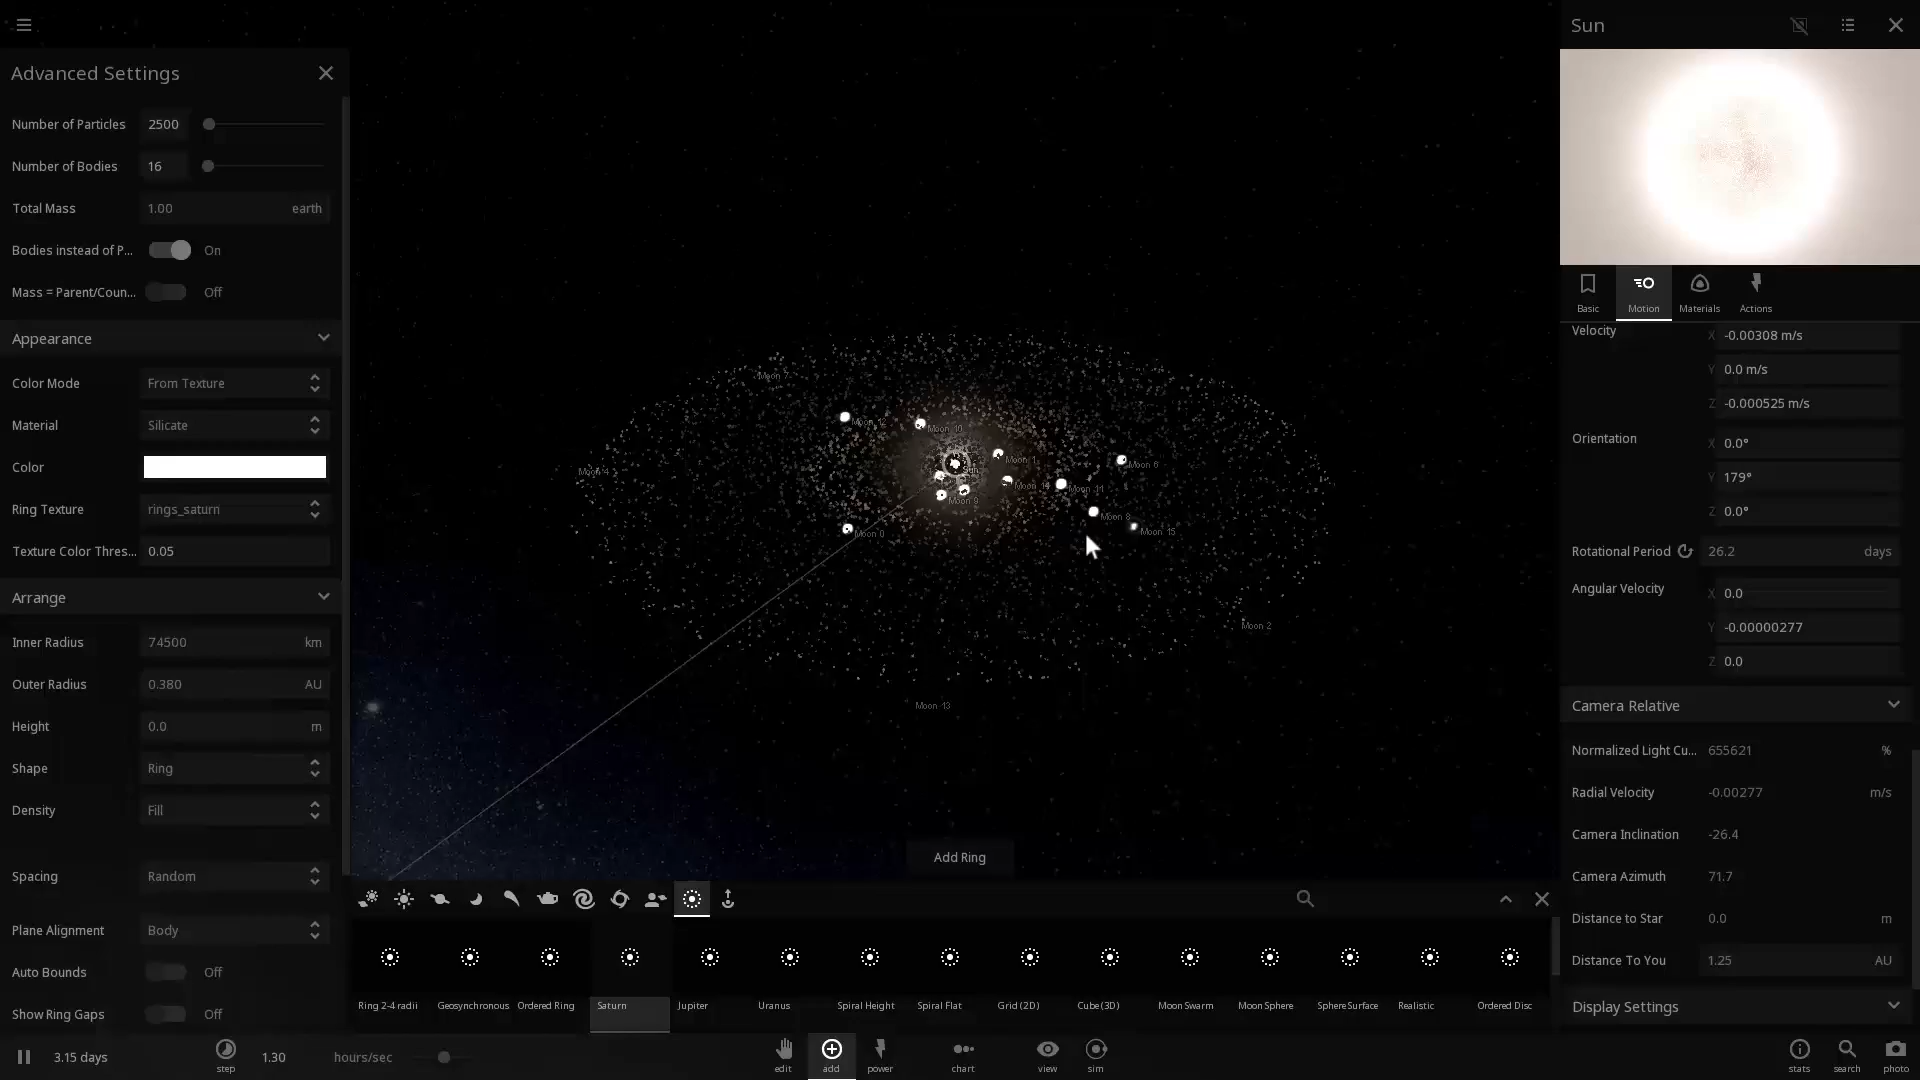 Sun
Advanced Settings
Number of Particles 2500
Number of Bodies 16
Total Mass 1.00 earth
Bodies instead of P... On
Mass = Parent/Coun... Off
Appearance
Color Mode From Texture
Material Silicate
Color
Ring Texture rings_saturn
Texture Color Thres... 0.05
Arrange
Inner Radius 74500 km
Outer Radius 0.380 AU
Height 0.0 m
Shape Ring
Density Fill
Spacing Random
Plane Alignment Body
Auto Bounds Off
Show Ring Gaps Off
Moon 7
Moon 12
Moon 10
Moon 1
Moon 6
Moon 4
Sun
Moon 11
Moon 9
Moon 8
Moon 15
Moon 0
Moon 2
Moon 13
Add Ring
Ring 2-4 radii
Geosynchronous
Ordered Ring
Saturn
Jupiter
Uranus
Spiral Height
Spiral Flat
Grid (2D)
Cube (3D)
Moon Swarm
Moon Sphere
Sphere Surface
Realistic
Ordered Disc
Basic
Motion
Materials
Actions
Velocity X -0.00308 m/s
Y 0.0 m/s
Z -0.000525 m/s
Orientation X 0.0°
Y 179°
Z 0.0°
Rotational Period 26.2 days
Angular Velocity X 0.0
Y -0.00000277
Z 0.0
Camera Relative
Normalized Light Cu... 655621 %
Radial Velocity -0.00277 m/s
Camera Inclination -26.4
Camera Azimuth 71.7
Distance to Star 0.0 m
Distance To You 1.25 AU
Display Settings
3.15 days
step
1.30 hours/sec
edit
add
power
chart
view
sim
stats
search
photo